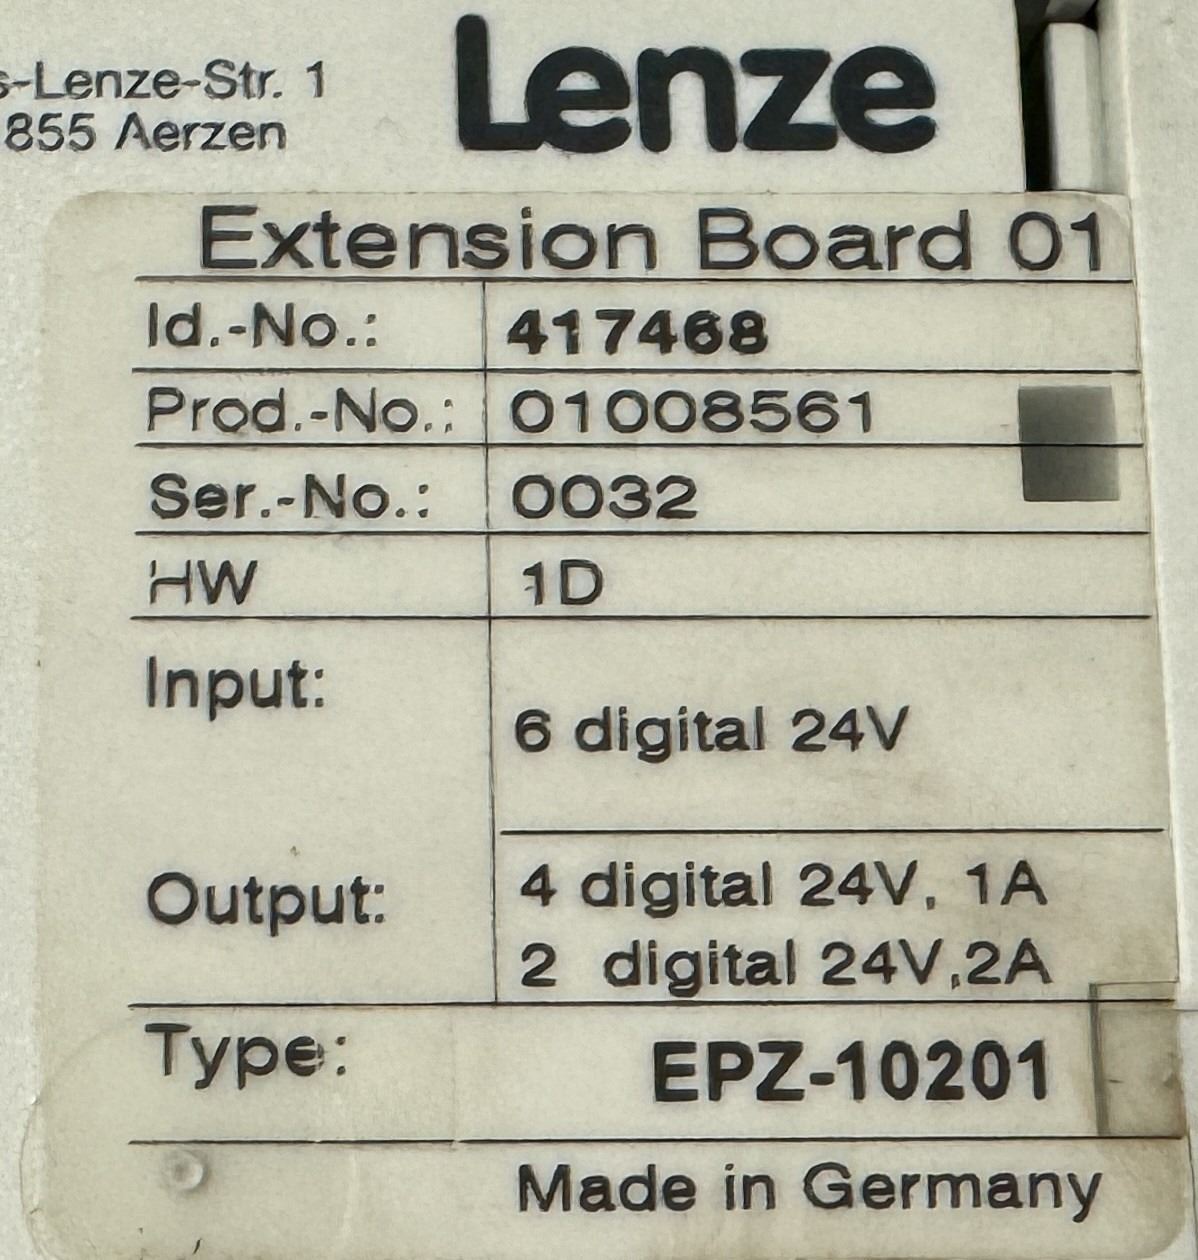 s-Lenze-Str. 1
855 Aerzen
Lenze
Extension Board 01
Id.-No.: 417468
Prod.-No.: 01008561
Ser.-No.: 0032
HW 1D
Input:
6 digital 24V
Output:
4 digital 24V, 1A
2 digital 24V,2A
Type: EPZ-10201
Made in Germany